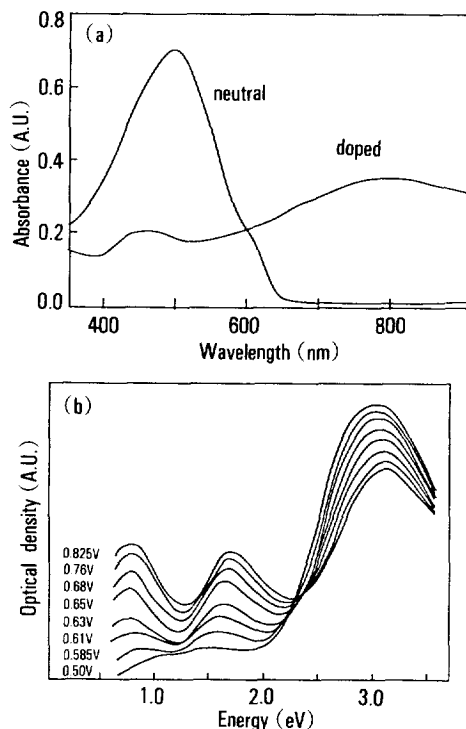 (a)
0.8
0.6
0.4
0.2
0.0
Absorbance (A.U.)
neutral
doped
400
600
800
Wavelength (nm)
(b)
Optical density (A.U.)
0.825V
0.76V
0.68V
0.65V
0.63V
0.61V
0.585V
0.50V
1.0
2.0
3.0
Energy (eV)